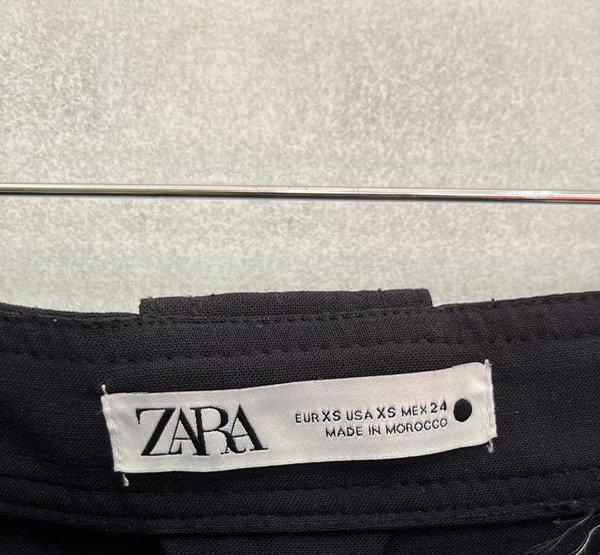 ZARA
EUR XS USA XS MEX 24
MADE IN MOROCCO